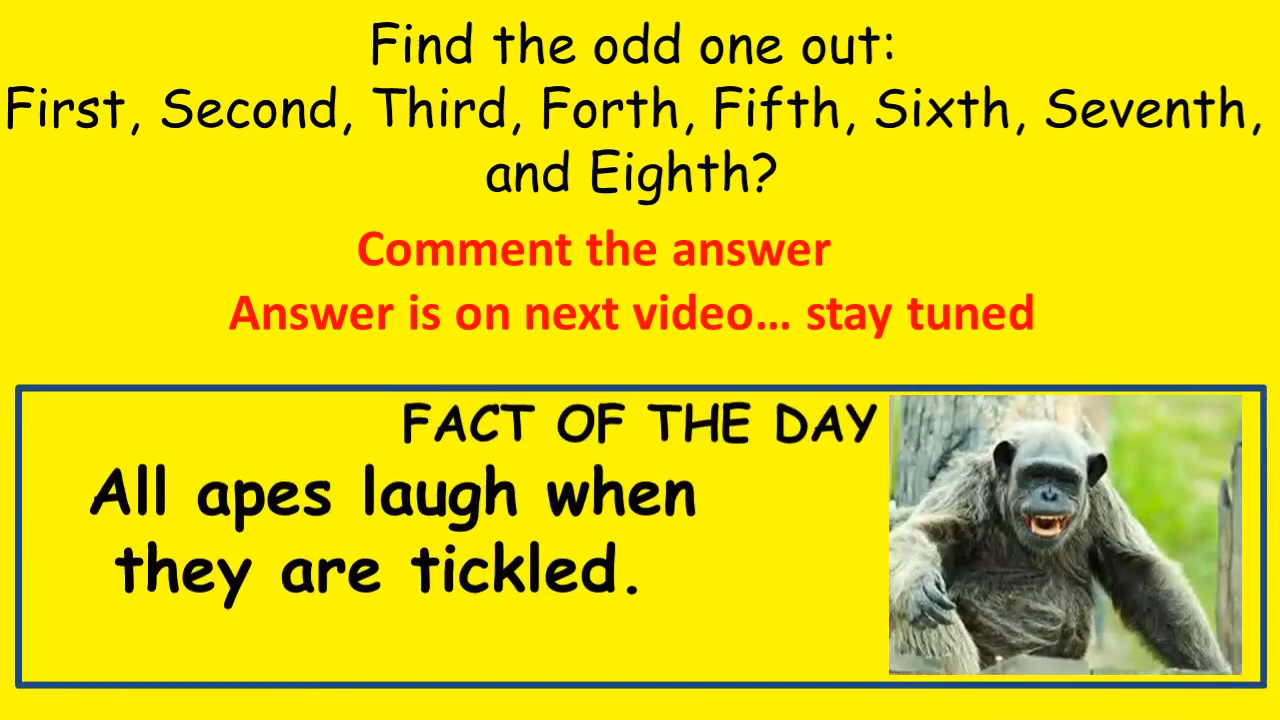 Find the odd one out:
First, Second, Third, Forth, Fifth, Sixth, Seventh,
and Eighth?
Comment the answer
Answer is on next video... stay tuned
FACT OF THE DAY
All apes laugh when
they are tickled.